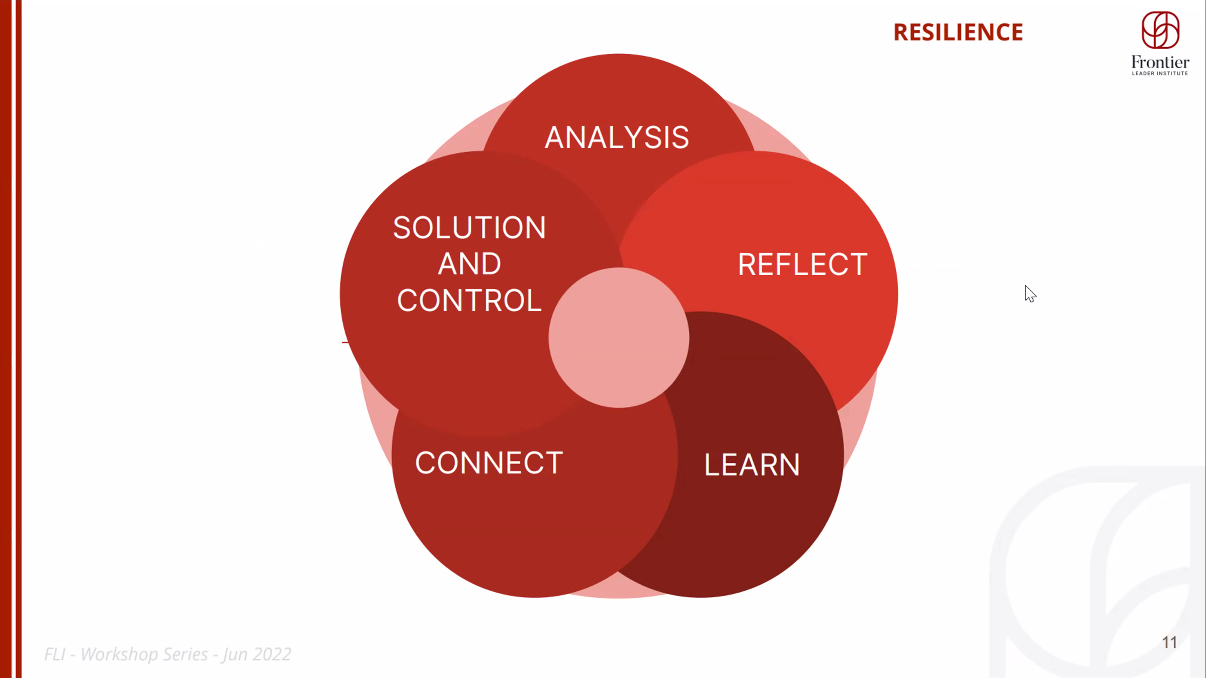 RESILIENCE
Frontier
LEADER INSTITUTE
ANALYSIS
SOLUTION
AND
CONTROL
REFLECT
CONNECT
LEARN
FLI - Workshop Series - Jun 2022
11